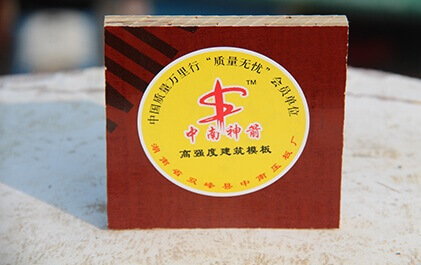 中国质量万里行“质量无忧”会员单位
TM
中南神箭
高强度建筑模板
湖南省双峰县中南压板厂